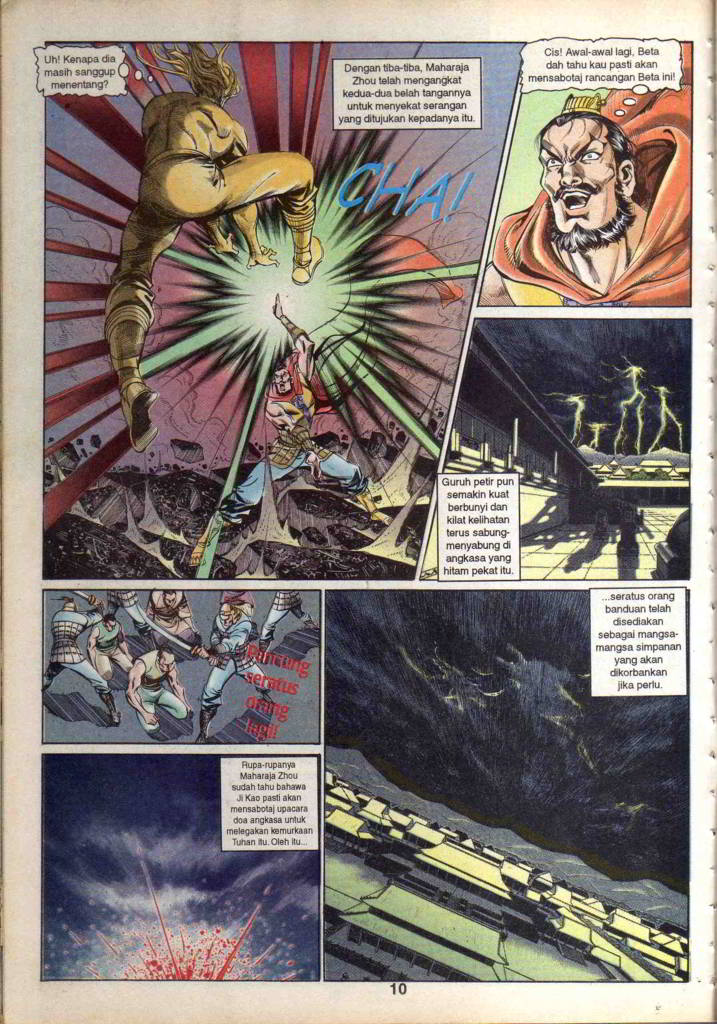 Uh! Kenapa dia
masih sanggup
menentang?
Dengan tiba-tiba, Maharaja
Zhou telah mengangkat
kedua-dua belah tangannya
untuk menyekat serangan
yang ditujukan kepadanya itu.
CHA!
Cis! Awal-awal lagi, Beta
dah tahu kau pasti akan
mensabotaj rancangan Beta ini!
Guruh petir pun
semakin kuat
berbunyi dan
kilat kelihatan
terus sabung-
menyabung di
angkasa yang
hitam pekat itu.
Pancung
seratus
orang
lagi!
Rupa-rupanya
Maharaja Zhou
sudah tahu bahawa
Ji Kao pasti akan
mensabotaj upacara
doa angkasa untuk
melegakan kemurkaan
Tuhan itu. Oleh itu...
...seratus orang
banduan telah
disediakan
sebagai mangsa-
mangsa simpanan
yang akan
dikorbankan
jika perlu.
10